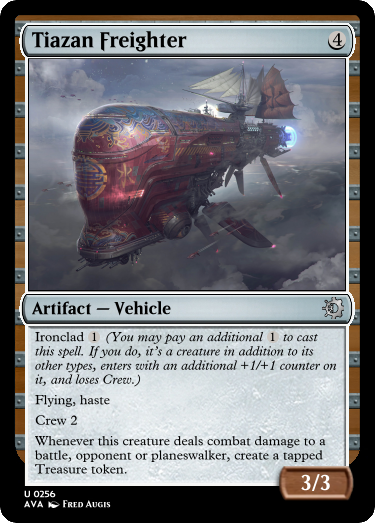 Tiazan Freighter 4
Artifact — Vehicle
Ironclad 1 (You may pay an additional 1 to cast
this spell. If you do, it's a creature in addition to its
other types, enters with an additional +1/+1 counter on
it, and loses Crew.)
Flying, haste
Crew 2
Whenever this creature deals combat damage to a
battle, opponent or planeswalker, create a tapped
Treasure token.
3/3
U 0256
AVA Fred Augis